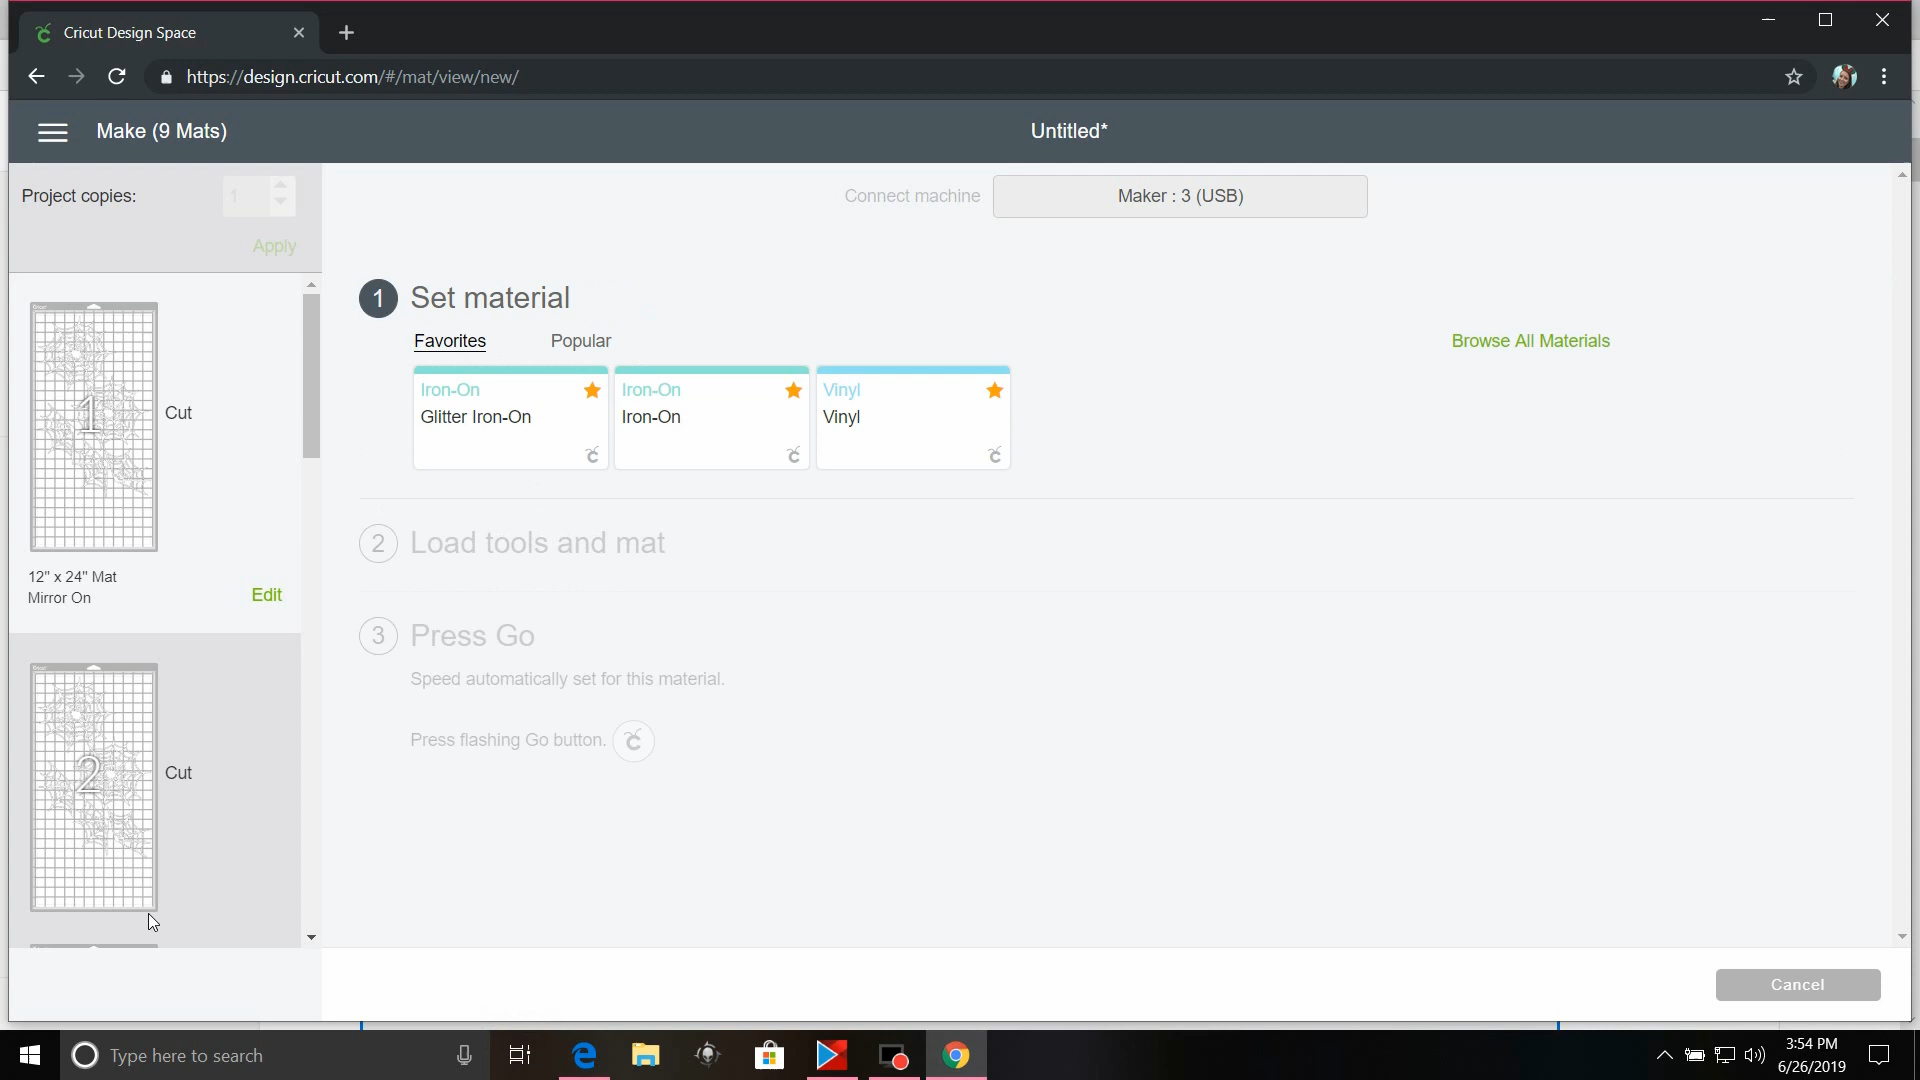 Cricut Design Space
https://design.cricut.com/#/mat/view/new/
Make (9 Mats)
Untitled*
Project copies:
1
Apply
Connect machine
Maker : 3 (USB)
1
Set material
Favorites
Popular
Browse All Materials
Iron-On
Glitter Iron-On
Iron-On
Iron-On
Vinyl
Vinyl
1
Cut
12" x 24" Mat
Mirror On
Edit
2
Load tools and mat
3
Press Go
Speed automatically set for this material.
Press flashing Go button.
2
Cut
Cancel
Type here to search
3:54 PM
6/26/2019